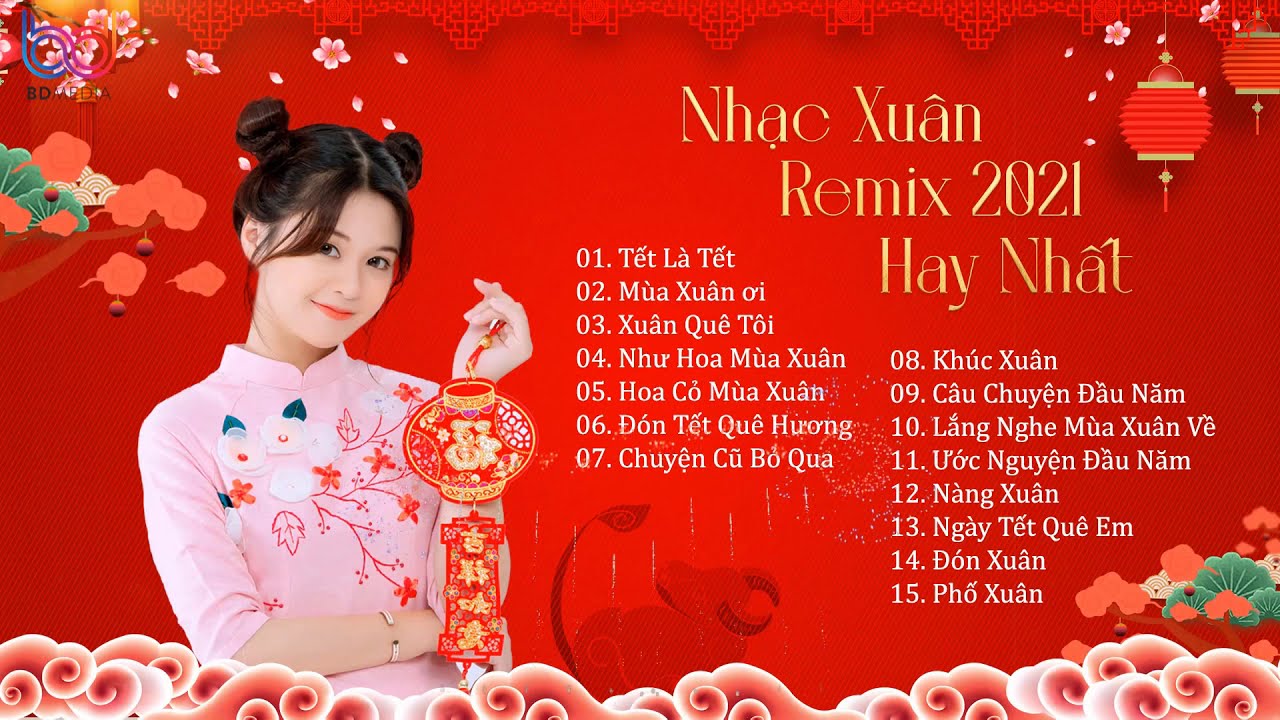 BDMEDIA
Nhạc Xuân
Remix 2021
Hay Nhất
01. Tết Là Tết
02. Mùa Xuân ơi
03. Xuân Quê Tôi
04. Như Hoa Mùa Xuân
05. Hoa Cỏ Mùa Xuân
06. Đón Tết Quê Hương
07. Chuyện Cũ Bỏ Qua
08. Khúc Xuân
09. Câu Chuyện Đầu Năm
10. Lắng Nghe Mùa Xuân Về
11. Ước Nguyện Đầu Năm
12. Nàng Xuân
13. Ngày Tết Quê Em
14. Đón Xuân
15. Phố Xuân
福
吉